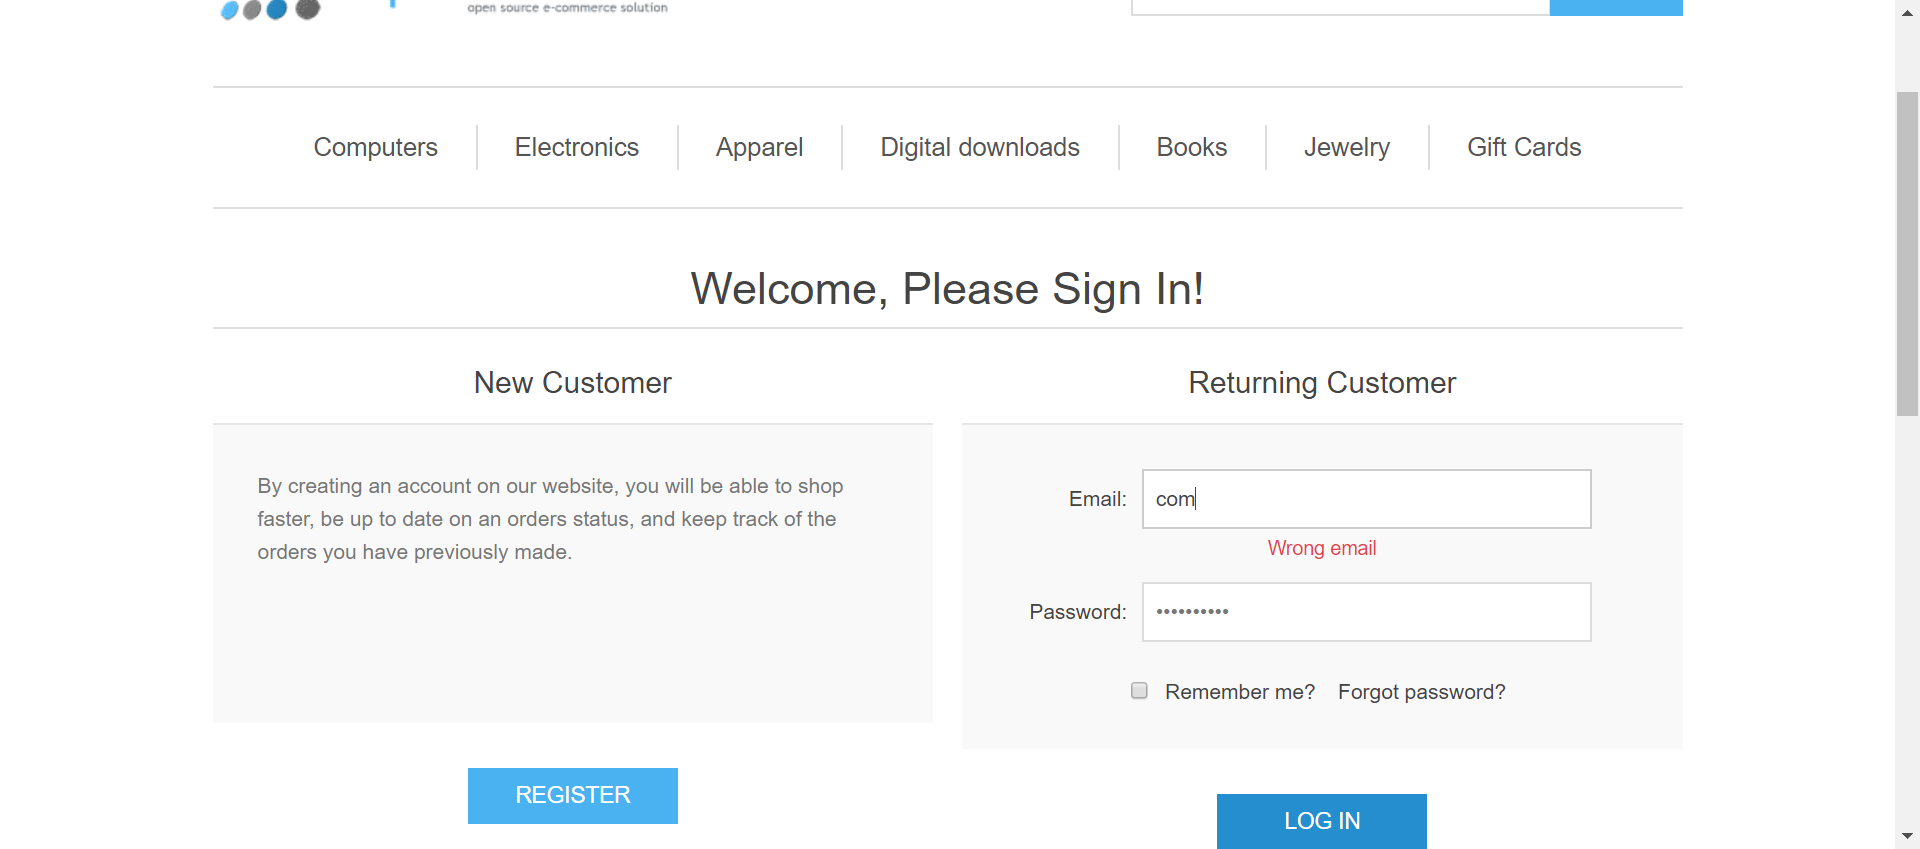 open source e-commerce solution
Computers
Electronics
Apparel
Digital downloads
Books
Jewelry
Gift Cards
Welcome, Please Sign In!
New Customer
By creating an account on our website, you will be able to shop
faster, be up to date on an orders status, and keep track of the
orders you have previously made.
REGISTER
Returning Customer
Email: com
Wrong email
Password: ••••••••••
Remember me? Forgot password?
LOG IN